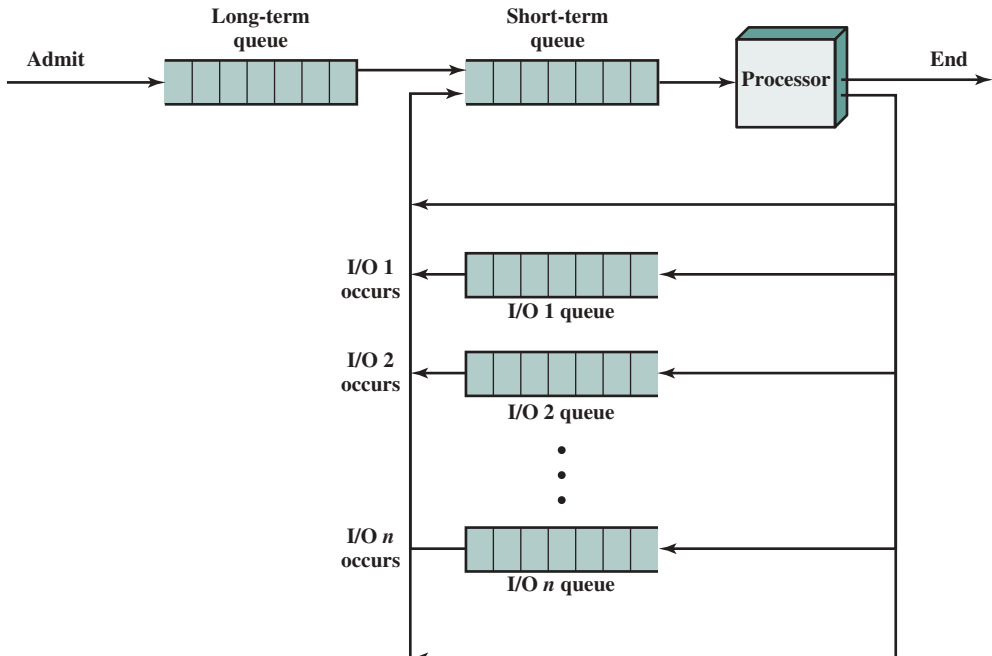 Long-term
queue
Short-term
queue
Admit
Processor
End
I/O 1
occurs
I/O 1 queue
I/O 2
occurs
I/O 2 queue
I/O n
occurs
I/O n queue